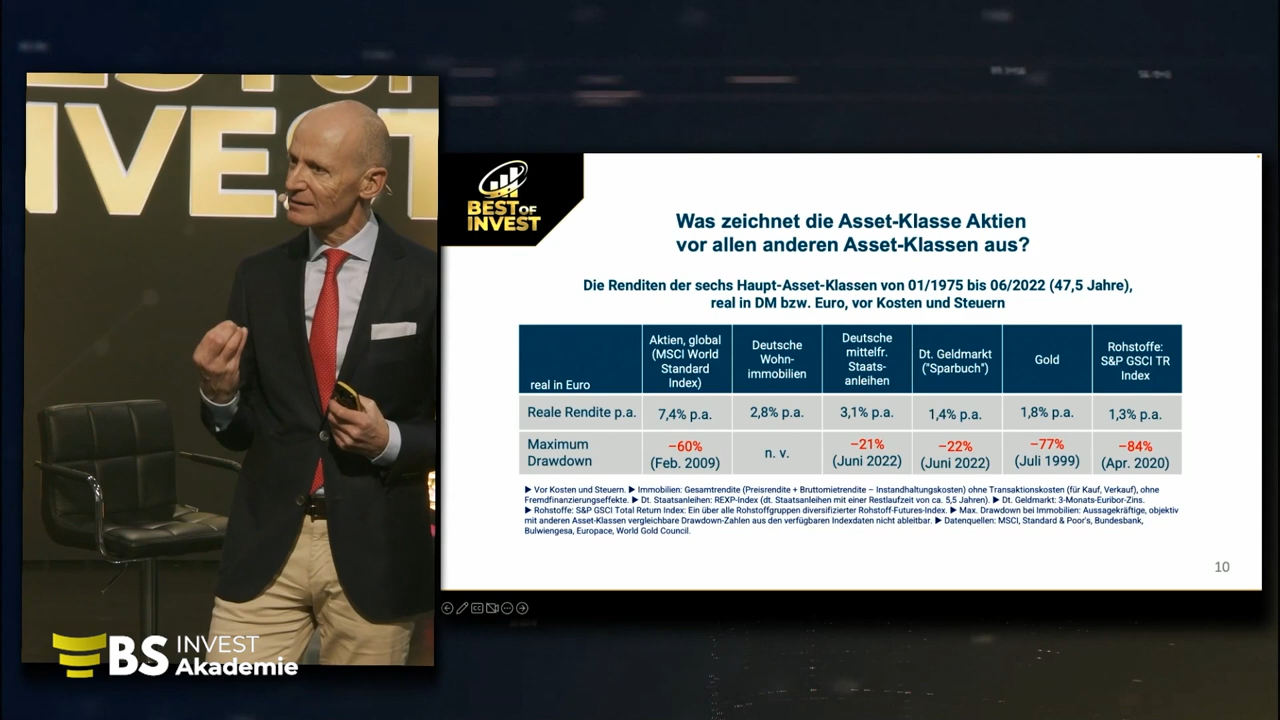 BEST OF
INVEST
BEST OF
INVEST
Was zeichnet die Asset-Klasse Aktien
vor allen anderen Asset-Klassen aus?
Die Renditen der sechs Haupt-Asset-Klassen von 01/1975 bis 06/2022 (47,5 Jahre),
real in DM bzw. Euro, vor Kosten und Steuern
real in Euro
Aktien, global
(MSCI World
Standard
Index)
Deutsche
Wohn-
immobilien
Deutsche
mittelfr.
Staats-
anleihen
Dt. Geldmarkt
("Sparbuch")
Gold
Rohstoffe:
S&P GSCI TR
Index
Reale Rendite p.a.
7,4% p.a.
2,8% p.a.
3,1% p.a.
1,4% p.a.
1,8% p.a.
1,3% p.a.
Maximum
Drawdown
–60%
(Feb. 2009)
n. v.
–21%
(Juni 2022)
–22%
(Juni 2022)
–77%
(Juli 1999)
–84%
(Apr. 2020)
▶ Vor Kosten und Steuern. ▶ Immobilien: Gesamtrendite (Preisrendite + Bruttomietrendite – Instandhaltungskosten) ohne Transaktionskosten (für Kauf, Verkauf), ohne
Fremdfinanzierungseffekte. ▶ Dt. Staatsanleihen: REXP-Index (dt. Staatsanleihen mit einer Restlaufzeit von ca. 5,5 Jahren). ▶ Dt. Geldmarkt: 3-Monats-Euribor-Zins.
▶ Rohstoffe: S&P GSCI Total Return Index: Ein über alle Rohstoffgruppen diversifizierter Rohstoff-Futures-Index. ▶ Max. Drawdown bei Immobilien: Aussagekräftige, objektiv
mit anderen Asset-Klassen vergleichbare Drawdown-Zahlen aus den verfügbaren Indexdaten nicht ableitbar. ▶ Datenquellen: MSCI, Standard & Poor's, Bundesbank,
Bulwiengesa, Europace, World Gold Council.
10
BS INVEST
Akademie